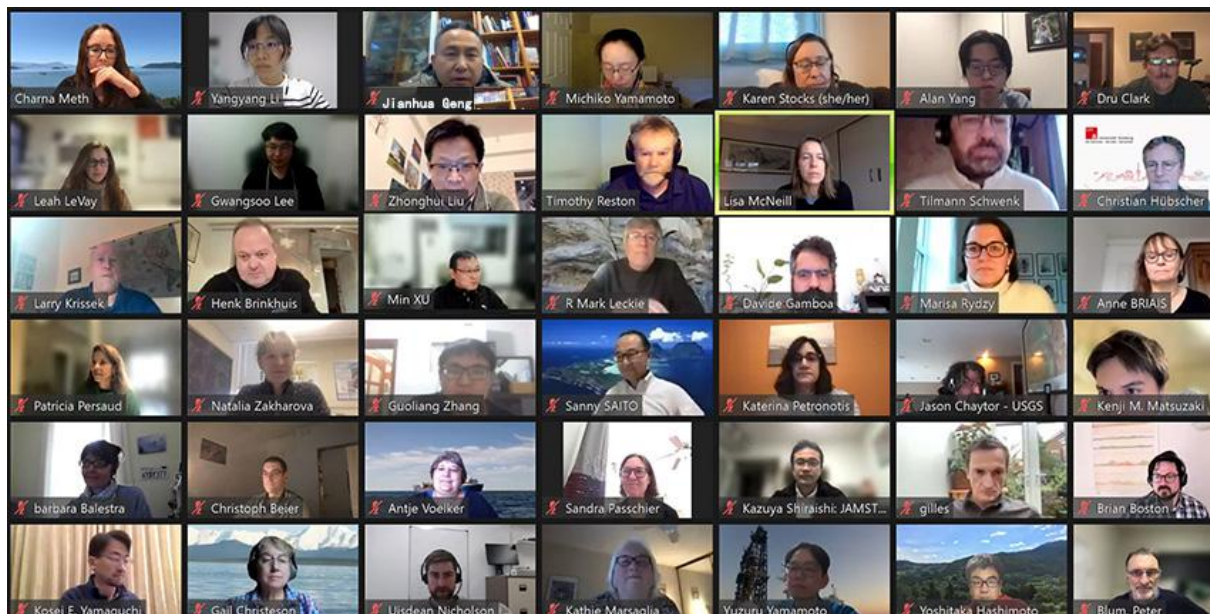 Charna Meth
Yangyang Li
Jianhua Geng
Michiko Yamamoto
Karen Stocks (she/her)
Alan Yang
Dru Clark
Leah LeVay
Gwangsoo Lee
Zhonghui Liu
Timothy Reston
Lisa McNeill
Tilmann Schwenk
Christian Hübscher
Larry Krissek
Henk Brinkhuis
Min XU
R Mark Leckie
Davide Gamboa
Marisa Rydzy
Anne BRIAIS
Patricia Persaud
Natalia Zakharova
Guoliang Zhang
Sanny SAITO
Katerina Petronotis
Jason Chaytor - USGS
Kenji M. Matsuzaki
barbara Balestra
Christoph Beier
Antje Voelker
Sandra Passchier
Kazuya Shiraishi: JAMST...
gilles
Brian Boston
Kosei E. Yamaguchi
Gail Christeson
Uisdean Nicholson
Kathie Marsaglia
Yuzuru Yamamoto
Yoshitaka Hashimoto
Blum, Peter